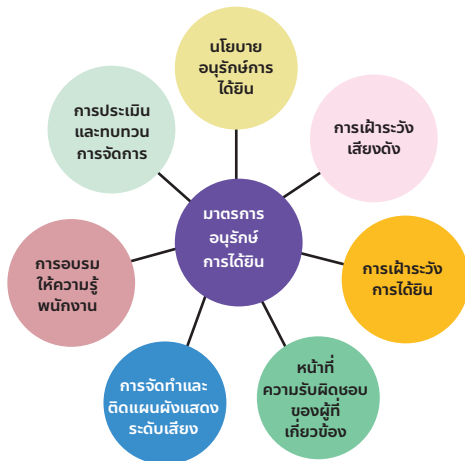 นโยบาย
อนุรักษ์การ
ได้ยิน
การเฝ้าระวัง
เสียงดัง
การเฝ้าระวัง
การได้ยิน
หน้าที่
ความรับผิดชอบ
ของผู้ที่
เกี่ยวข้อง
การจัดทำและ
ติดแผนผังแสดง
ระดับเสียง
การอบรม
ให้ความรู้
พนักงาน
การประเมิน
และทบทวน
การจัดการ
มาตรการ
อนุรักษ์
การได้ยิน